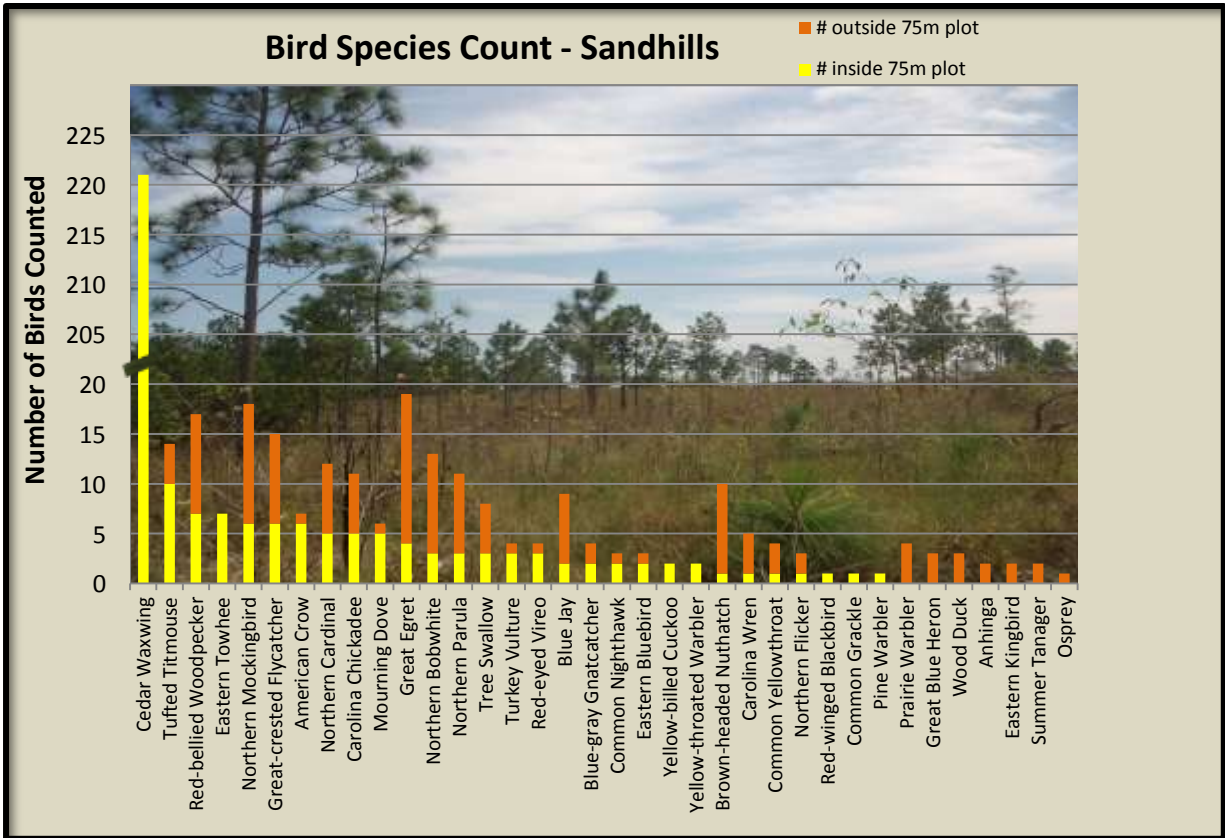 Bird Species Count - Sandhills
# outside 75m plot
# inside 75m plot
Number of Birds Counted
225
220
215
210
205
20
15
10
5
0
Cedar Waxwing
Tufted Titmouse
Red-bellied Woodpecker
Eastern Towhee
Northern Mockingbird
Great-crested Flycatcher
American Crow
Northern Cardinal
Carolina Chickadee
Mourning Dove
Great Egret
Northern Bobwhite
Northern Parula
Tree Swallow
Turkey Vulture
Red-eyed Vireo
Blue Jay
Blue-gray Gnatcatcher
Common Nighthawk
Eastern Bluebird
Yellow-billed Cuckoo
Yellow-throated Warbler
Brown-headed Nuthatch
Carolina Wren
Common Yellowthroat
Northern Flicker
Red-winged Blackbird
Common Grackle
Pine Warbler
Prairie Warbler
Great Blue Heron
Wood Duck
Anhinga
Eastern Kingbird
Summer Tanager
Osprey